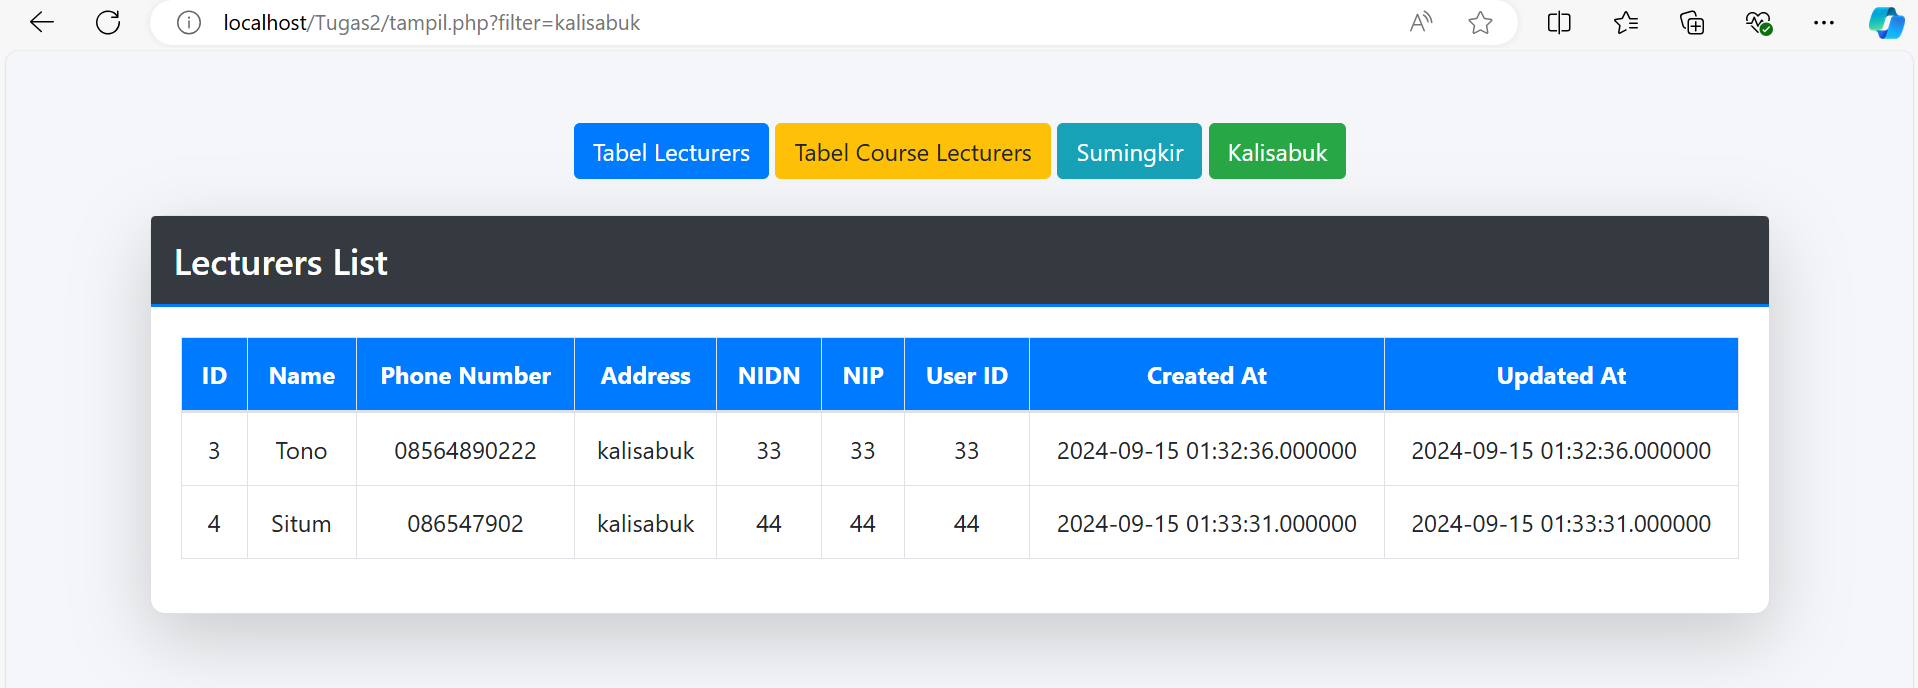 localhost/Tugas2/tampil.php?filter=kalisabuk
Tabel Lecturers Tabel Course Lecturers Sumingkir Kalisabuk
Lecturers List
ID Name Phone Number Address NIDN NIP User ID Created At Updated At
3 Tono 08564890222 kalisabuk 33 33 33 2024-09-15 01:32:36.000000 2024-09-15 01:32:36.000000
4 Situm 086547902 kalisabuk 44 44 44 2024-09-15 01:33:31.000000 2024-09-15 01:33:31.000000